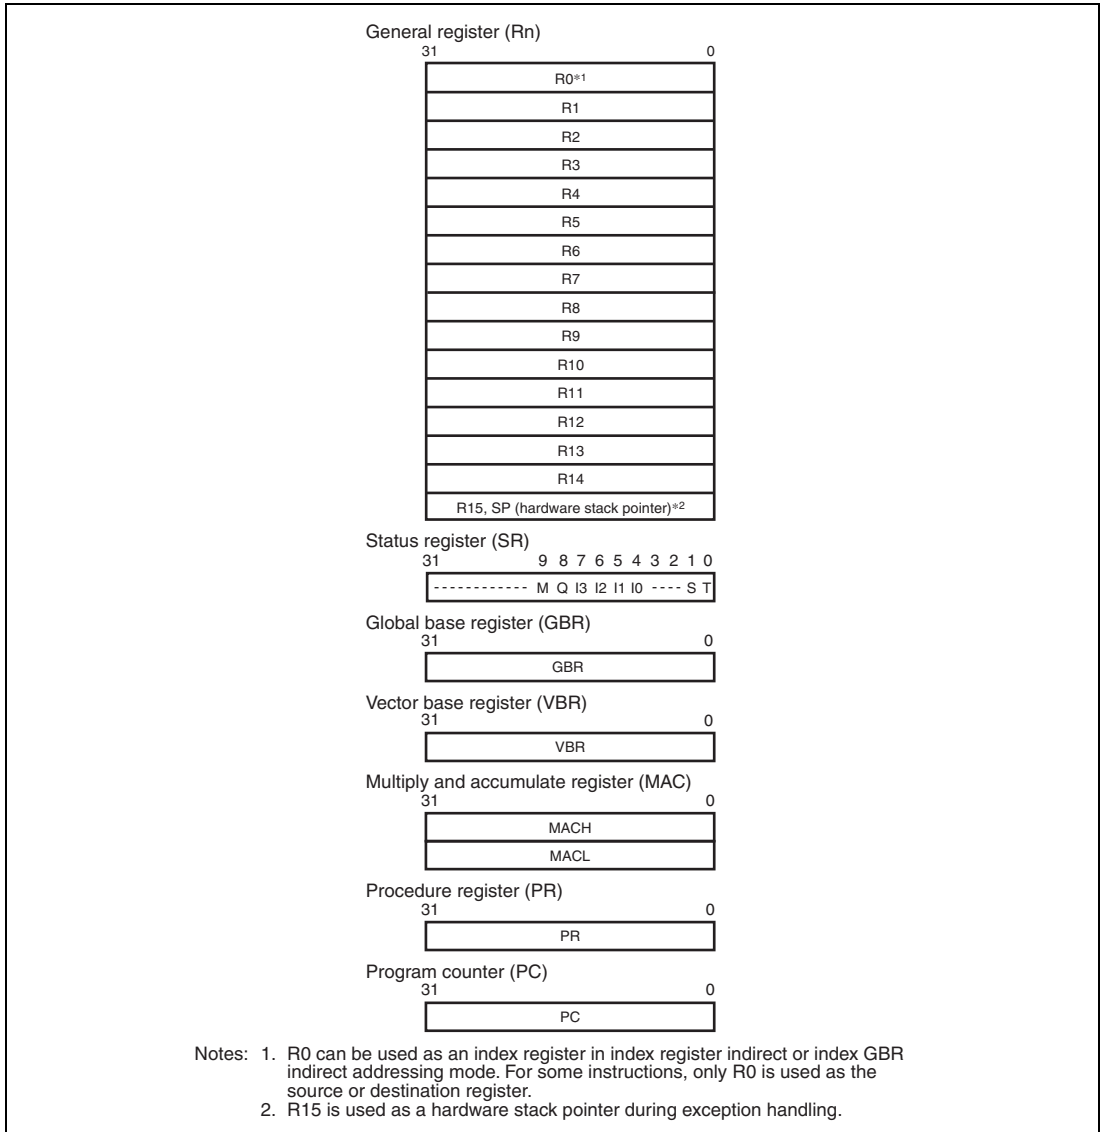 General register (Rn)
31 0
R0*1
R1
R2
R3
R4
R5
R6
R7
R8
R9
R10
R11
R12
R13
R14
R15, SP (hardware stack pointer)*2
Status register (SR)
31 9 8 7 6 5 4 3 2 1 0
------------ M Q I3 I2 I1 I0 ---- S T
Global base register (GBR)
31 0
GBR
Vector base register (VBR)
31 0
VBR
Multiply and accumulate register (MAC)
31 0
MACH
MACL
Procedure register (PR)
31 0
PR
Program counter (PC)
31 0
PC
Notes: 1. R0 can be used as an index register in index register indirect or index GBR
indirect addressing mode. For some instructions, only R0 is used as the
source or destination register.
2. R15 is used as a hardware stack pointer during exception handling.